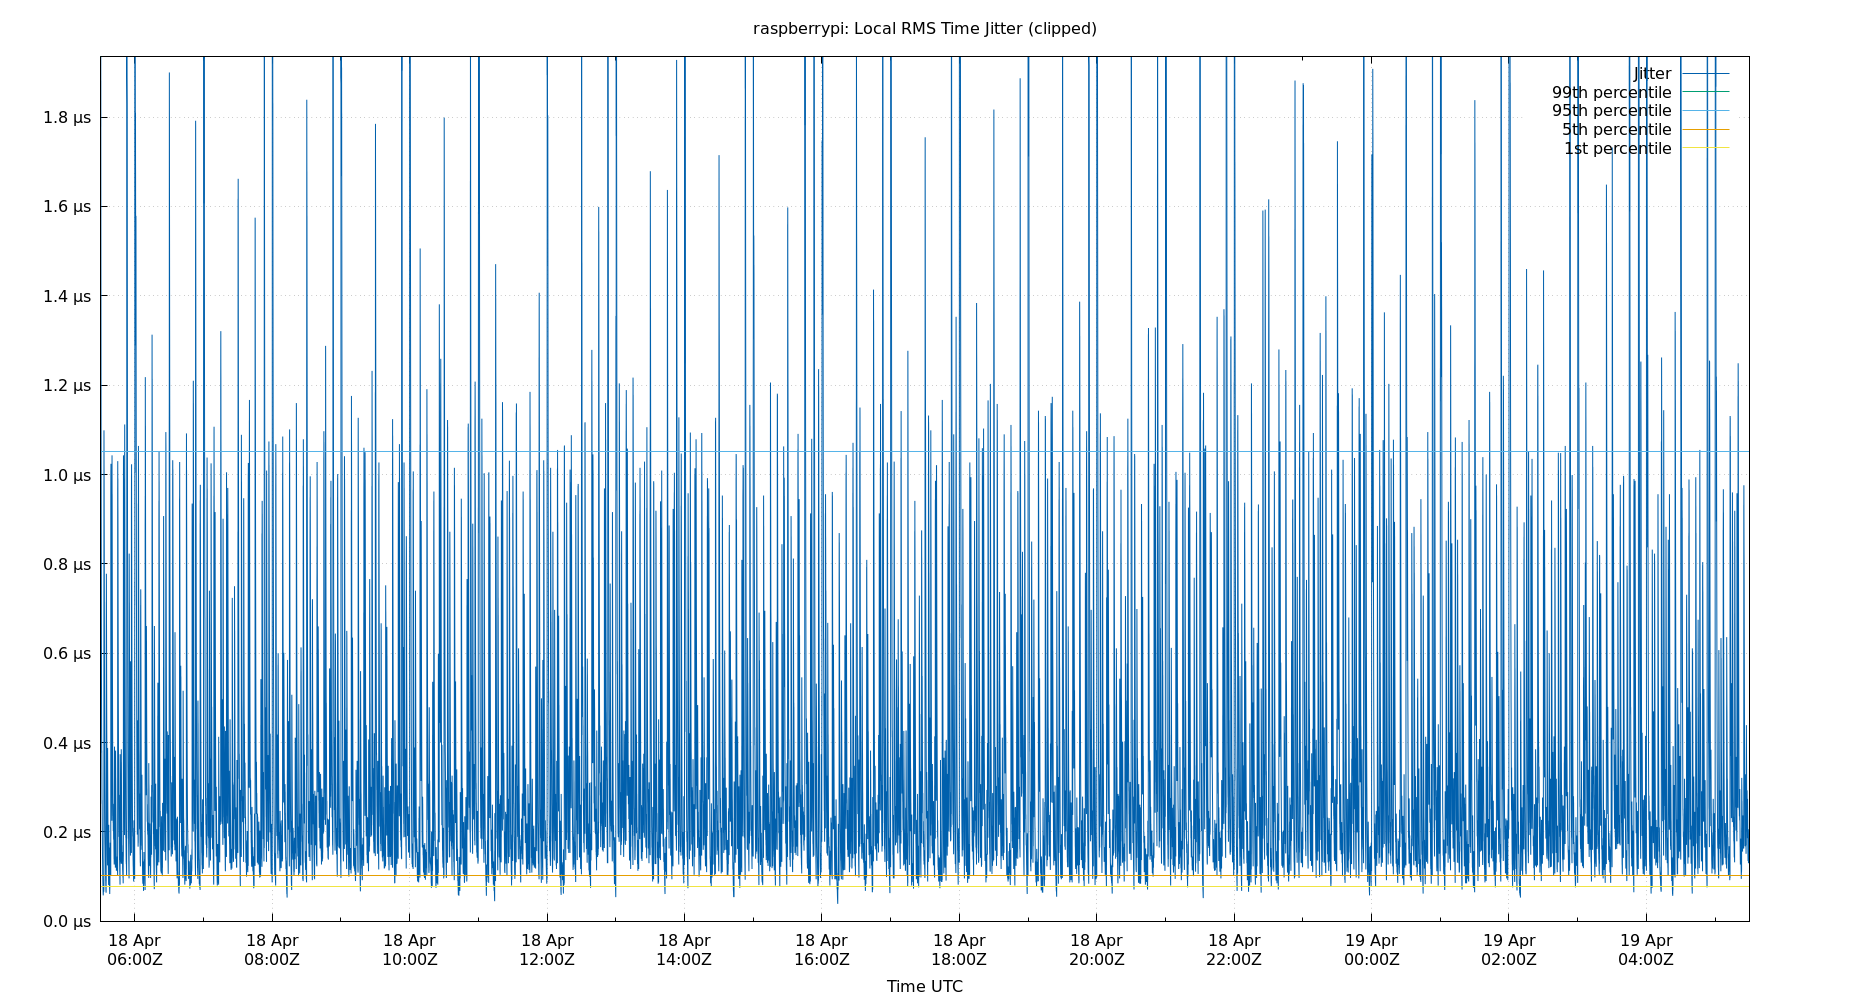 raspberrypi: Local RMS Time Jitter (clipped)
Jitter
99th percentile
95th percentile
5th percentile
1st percentile
1.8 µs
1.6 µs
1.4 µs
1.2 µs
1.0 µs
0.8 µs
0.6 µs
0.4 µs
0.2 µs
0.0 µs
18 Apr 18 Apr 18 Apr 18 Apr 18 Apr 18 Apr 18 Apr 18 Apr 18 Apr 19 Apr 19 Apr 19 Apr
06:00Z 08:00Z 10:00Z 12:00Z 14:00Z 16:00Z 18:00Z 20:00Z 22:00Z 00:00Z 02:00Z 04:00Z
Time UTC